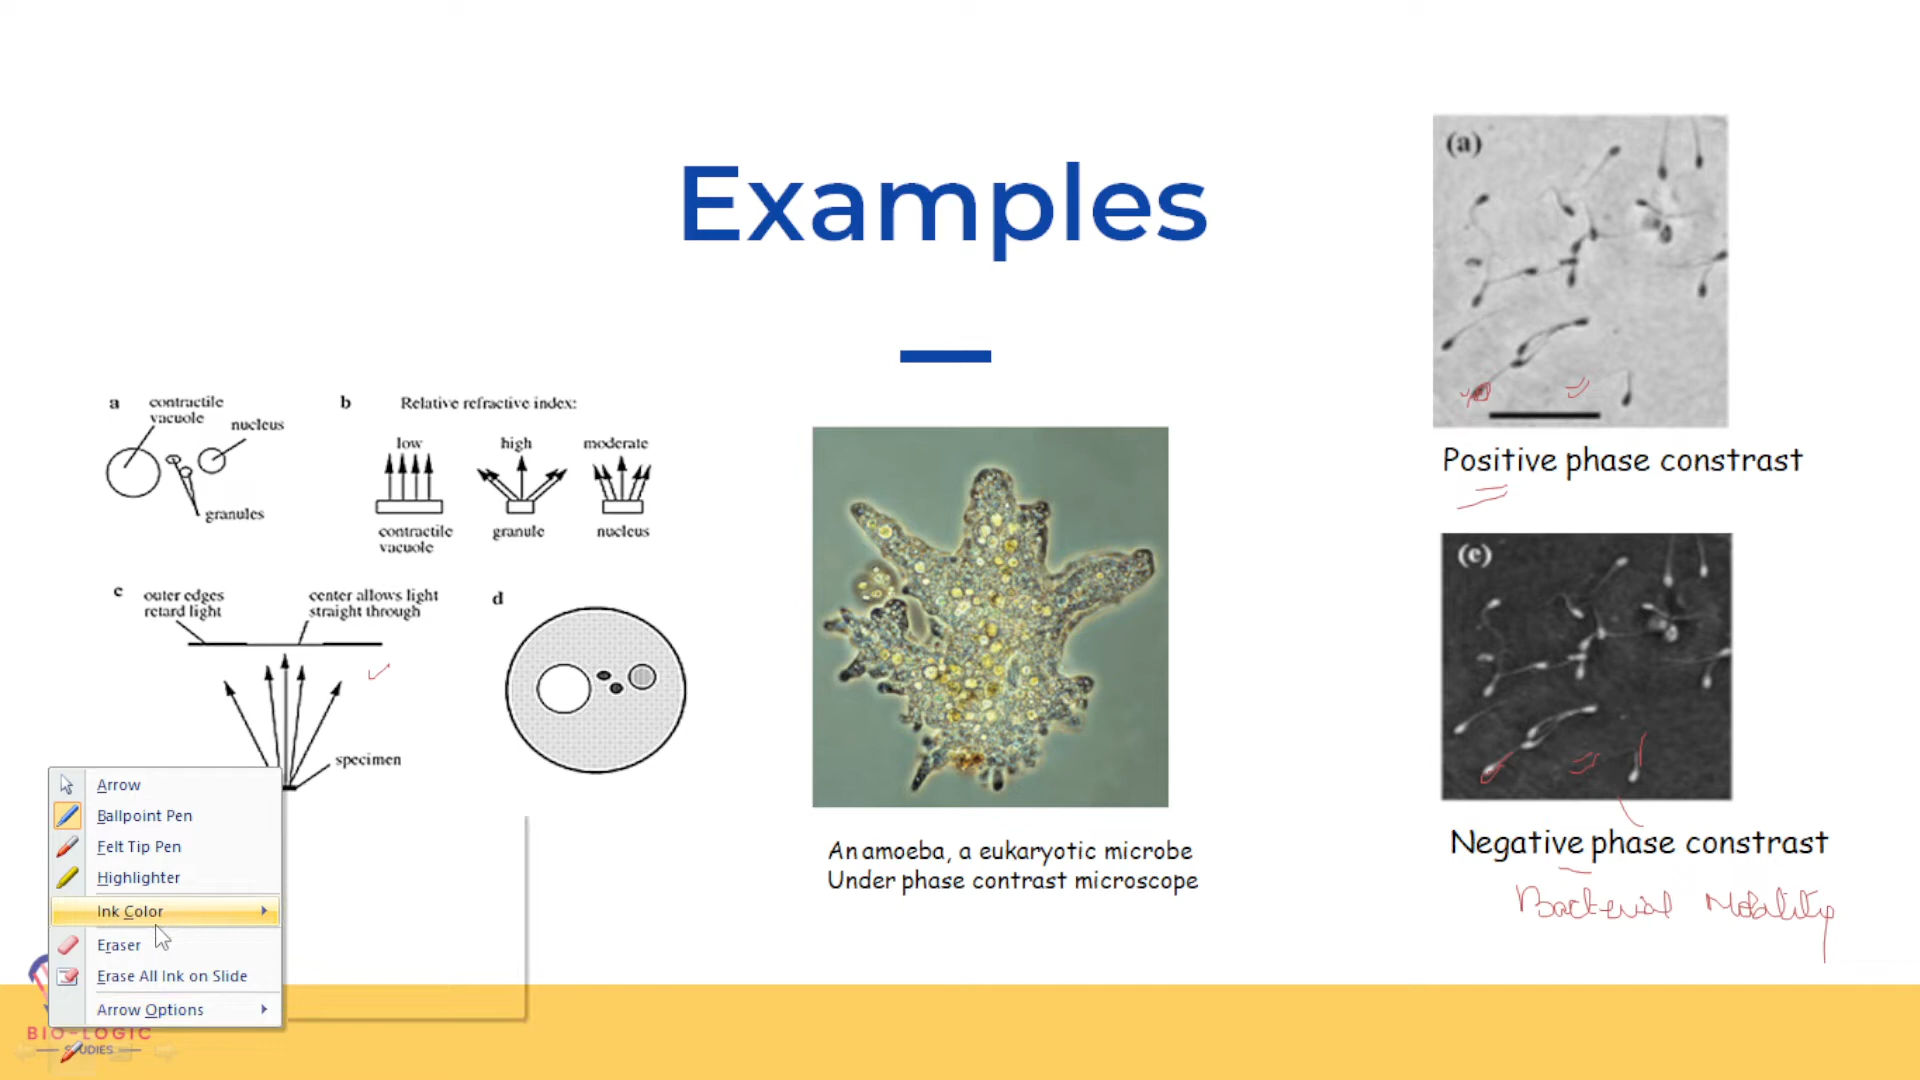 Examples
a
contractile
vacuole
nucleus
granules
b
Relative refractive index:
low
high
moderate
contractile
vacuole
granule
nucleus
c
outer edges
retard light
center allows light
straight through
specimen
d
An amoeba, a eukaryotic microbe
Under phase contrast microscope
(a)
Positive phase constrast
(e)
Negative phase constrast
Bacterial Mobility
Arrow
Ballpoint Pen
Felt Tip Pen
Highlighter
Ink Color
Eraser
Erase All Ink on Slide
Arrow Options
BIO-LOGIC
STUDIES